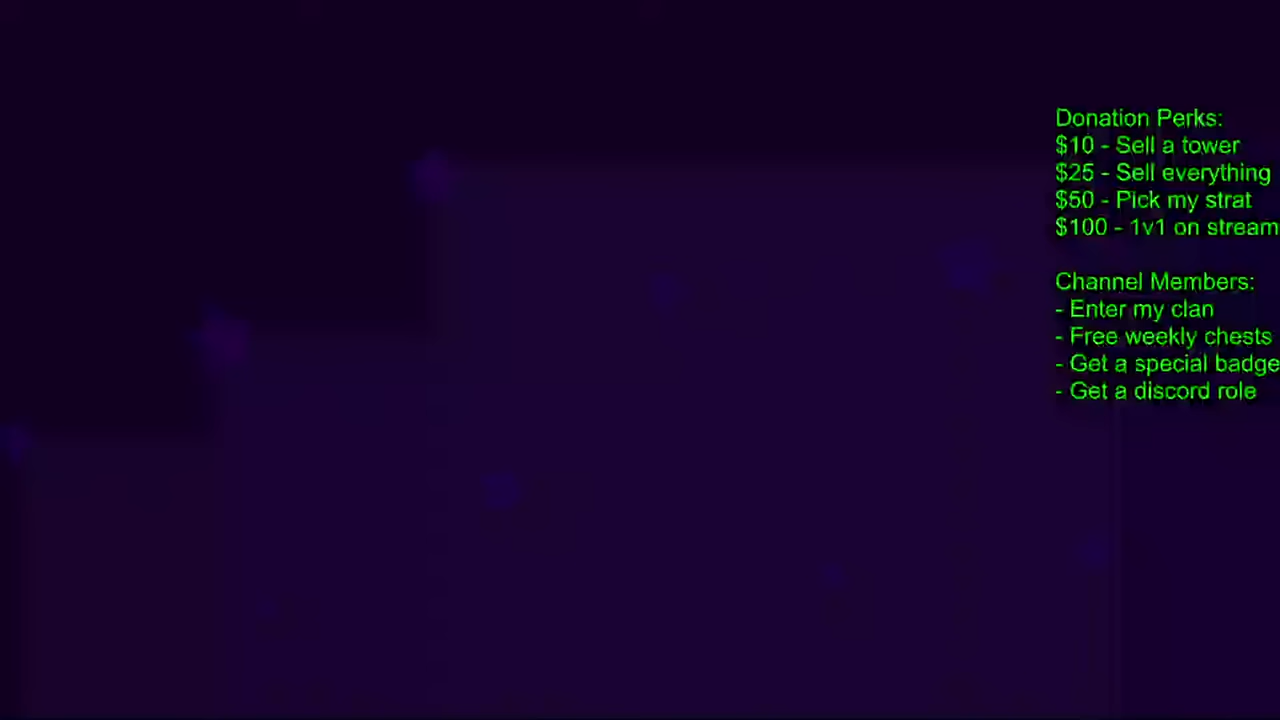 Donation Perks:
$10 - Sell a tower
$25 - Sell everything
$50 - Pick my strat
$100 - 1v1 on stream
Channel Members:
- Enter my clan
- Free weekly chests
- Get a special badge
- Get a discord role